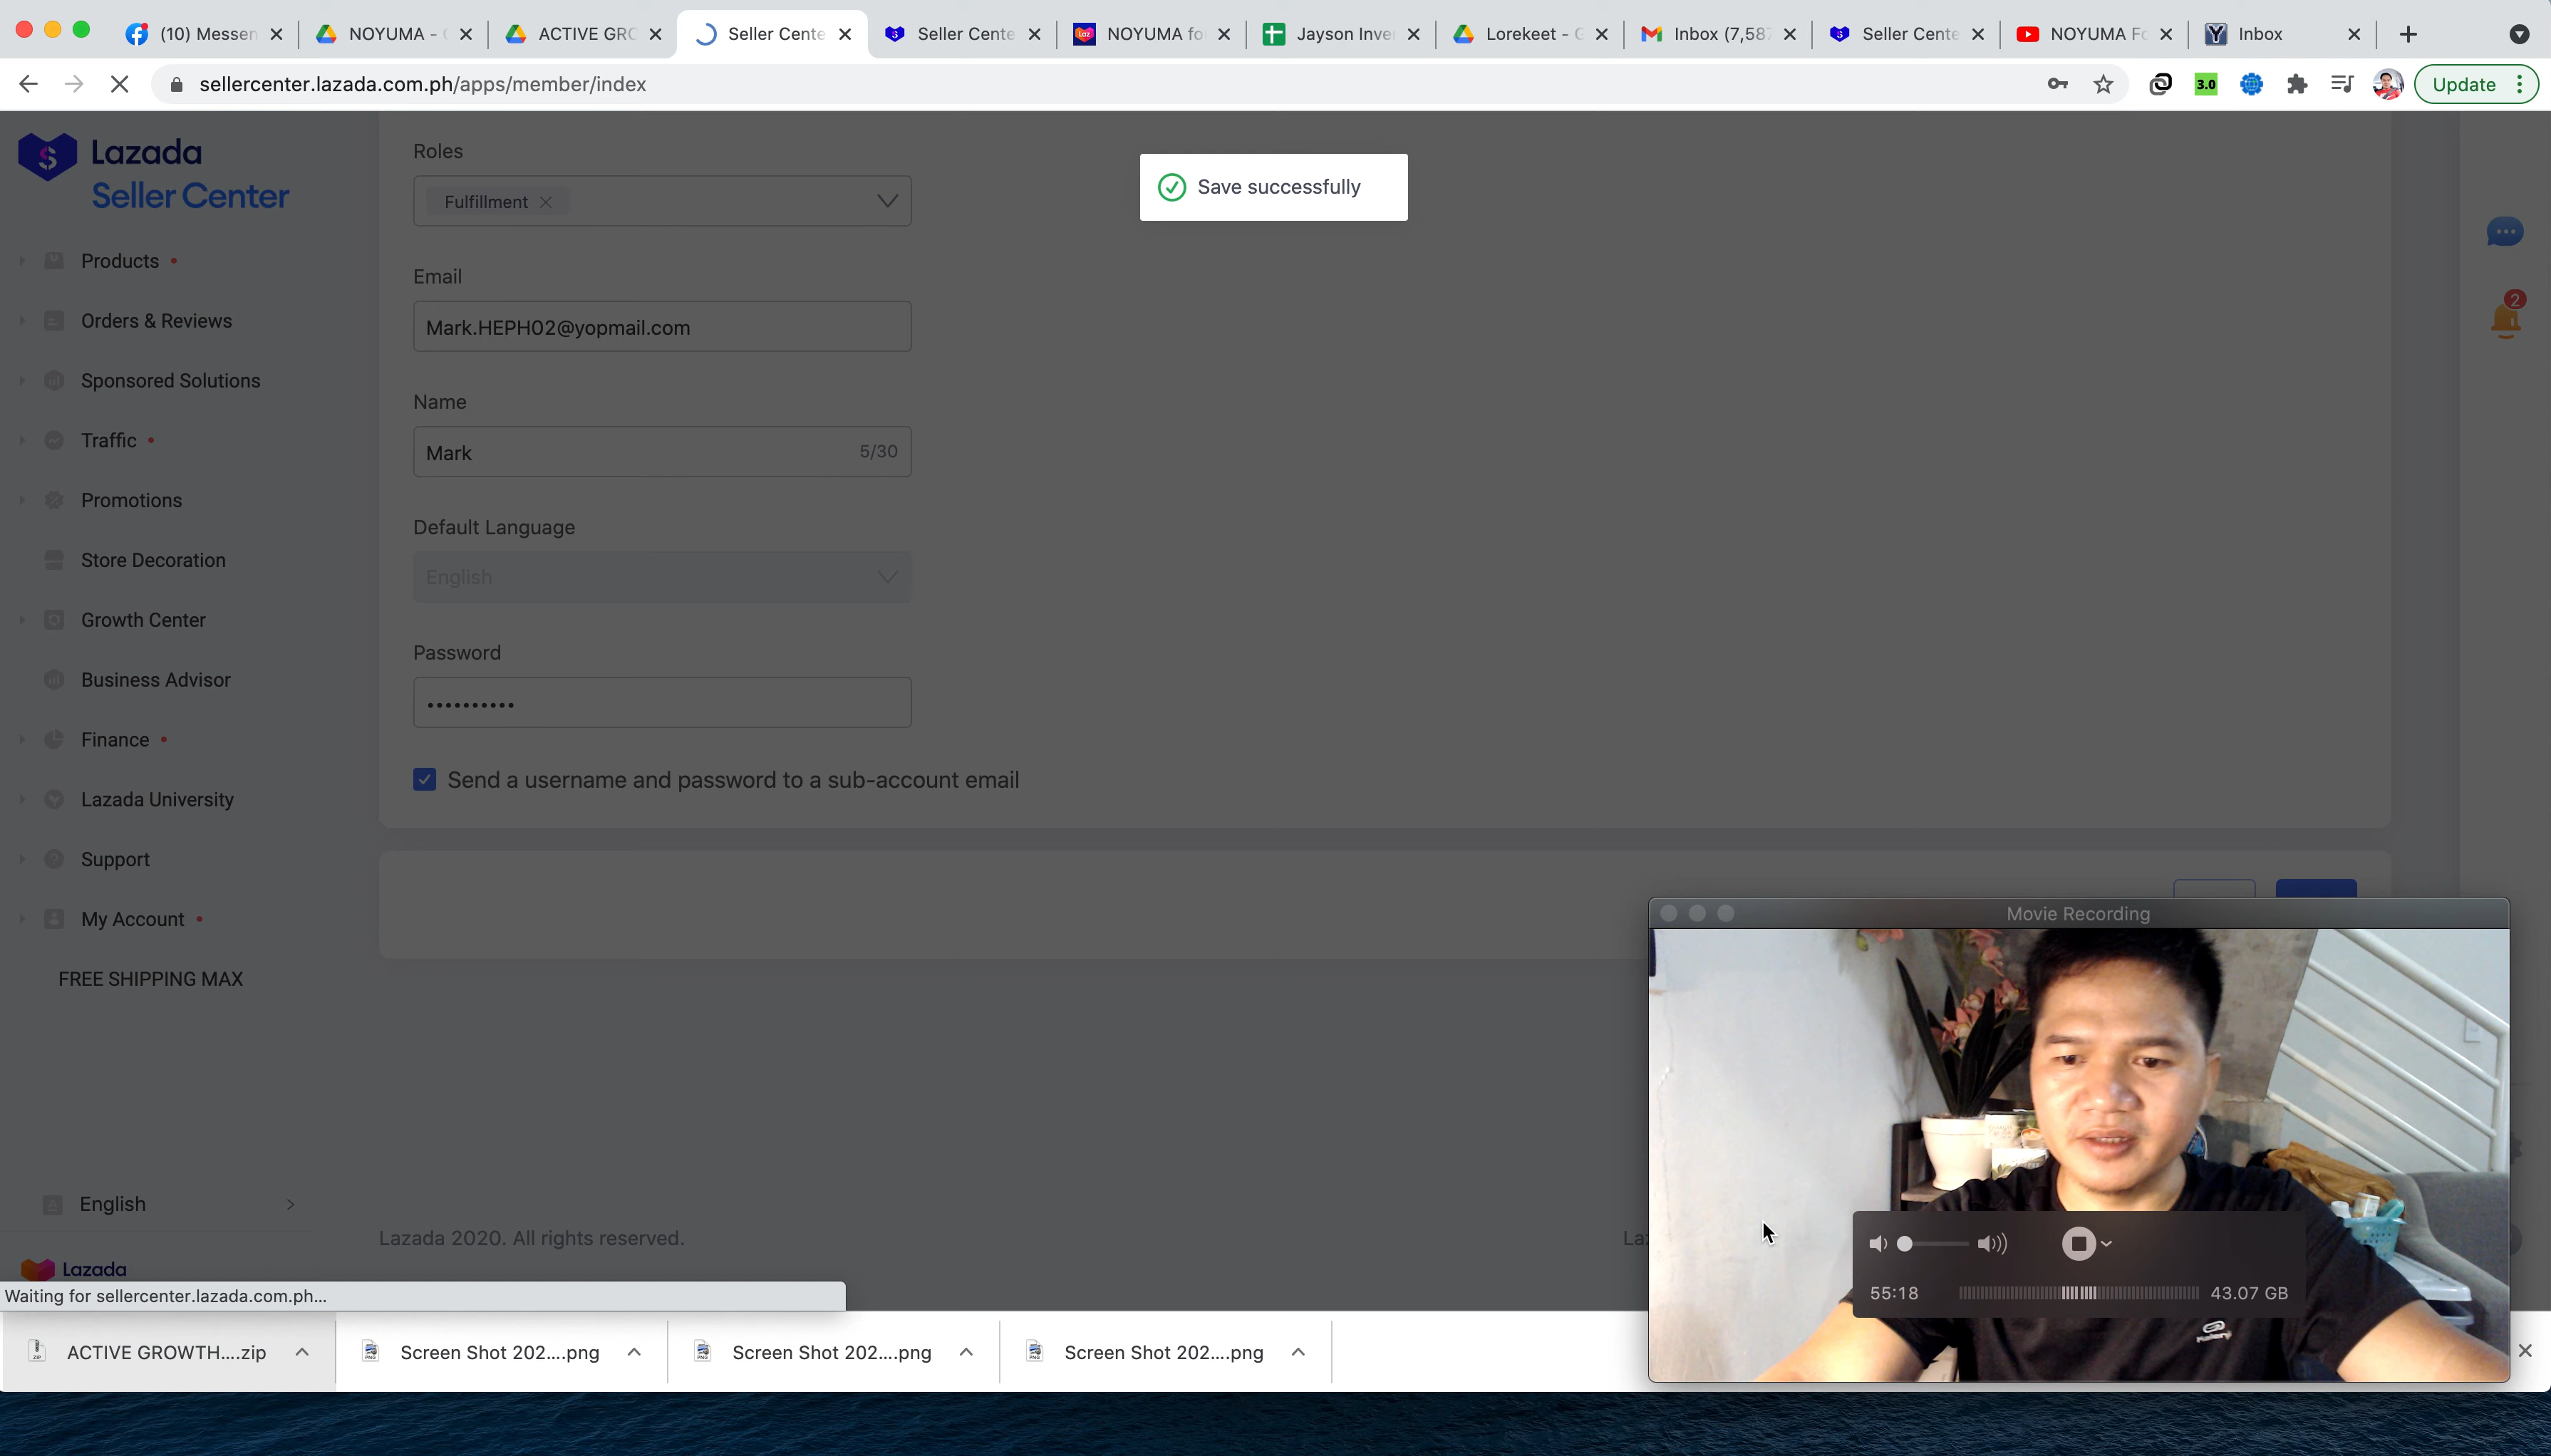 (10) Messen
NOYUMA - G
ACTIVE GRO
Seller Cente
Seller Cente
NOYUMA fo
Jayson Inver
Lorekeet - G
Inbox (7,587
Seller Cente
NOYUMA Fo
Inbox
sellercenter.lazada.com.ph/apps/member/index
3.0
Update
Lazada
Seller Center
Products
Orders & Reviews
Sponsored Solutions
Traffic
Promotions
Store Decoration
Growth Center
Business Advisor
Finance
Lazada University
Support
My Account
FREE SHIPPING MAX
English
Lazada
Roles
Fulfillment
Save successfully
Email
Mark.HEPH02@yopmail.com
Name
Mark
5/30
Default Language
English
Password
Send a username and password to a sub-account email
2
Lazada 2020. All rights reserved.
Movie Recording
55:18
43.07 GB
Waiting for sellercenter.lazada.com.ph...
ACTIVE GROWTH....zip
Screen Shot 202....png
Screen Shot 202....png
Screen Shot 202....png